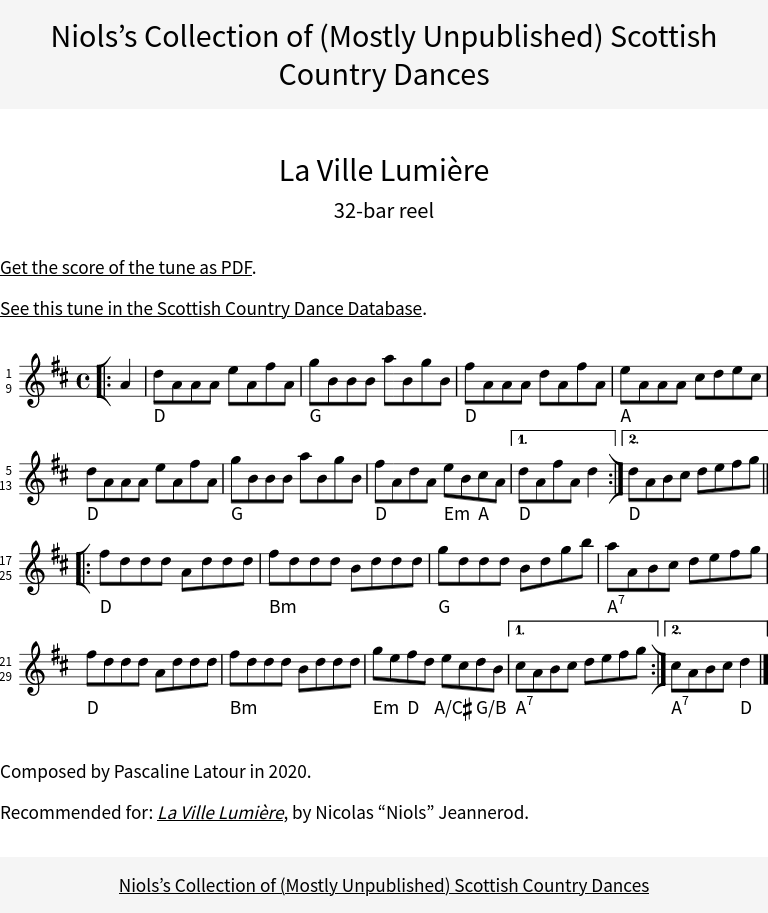 Niols’s Collection of (Mostly Unpublished) Scottish
Country Dances
La Ville Lumière
32-bar reel
Get the score of the tune as PDF.
See this tune in the Scottish Country Dance Database.
1
9
D G D A
1. 2.
5
13
D G D Em A D D
17
25
D Bm G A7
1. 2.
21
29
D Bm Em D A/C♯ G/B A7 A7 D
Composed by Pascaline Latour in 2020.
Recommended for: La Ville Lumière, by Nicolas “Niols” Jeannerod.
Niols’s Collection of (Mostly Unpublished) Scottish Country Dances